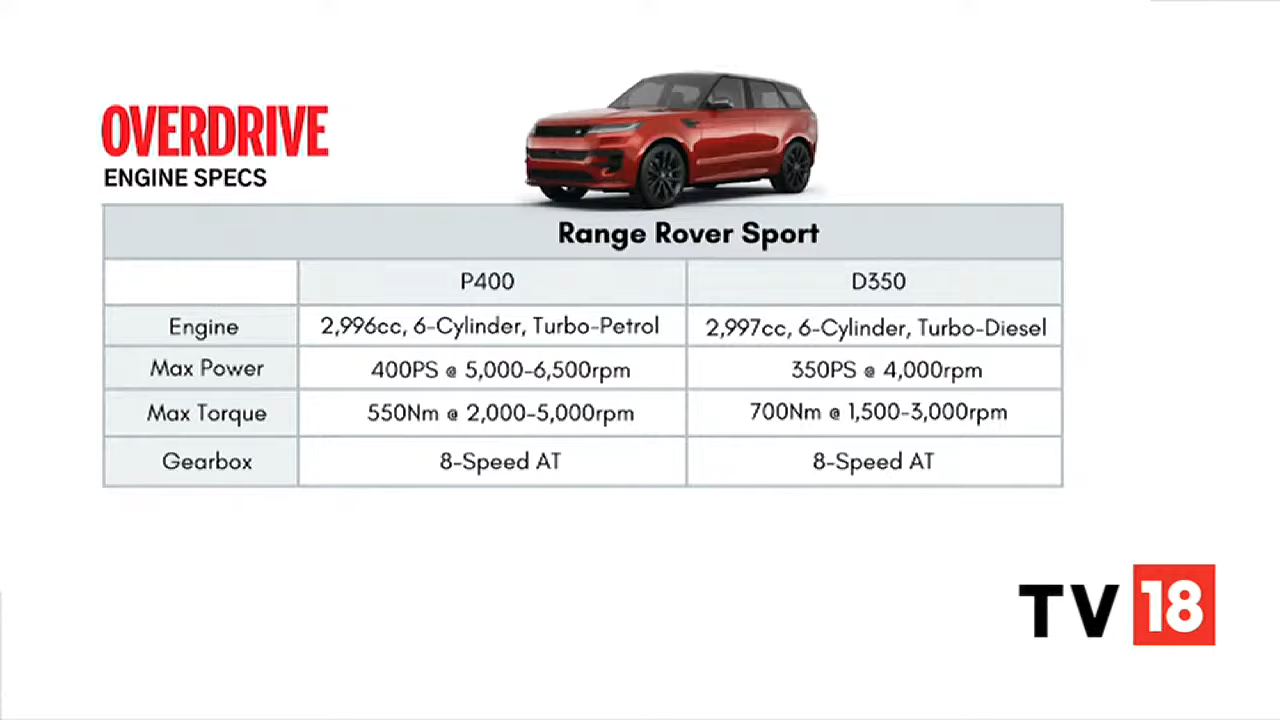 OVERDRIVE
ENGINE SPECS
Range Rover Sport
P400 D350
Engine 2,996cc, 6-Cylinder, Turbo-Petrol 2,997cc, 6-Cylinder, Turbo-Diesel
Max Power 400PS @ 5,000-6,500rpm 350PS @ 4,000rpm
Max Torque 550Nm @ 2,000-5,000rpm 700Nm @ 1,500-3,000rpm
Gearbox 8-Speed AT 8-Speed AT
TV 18